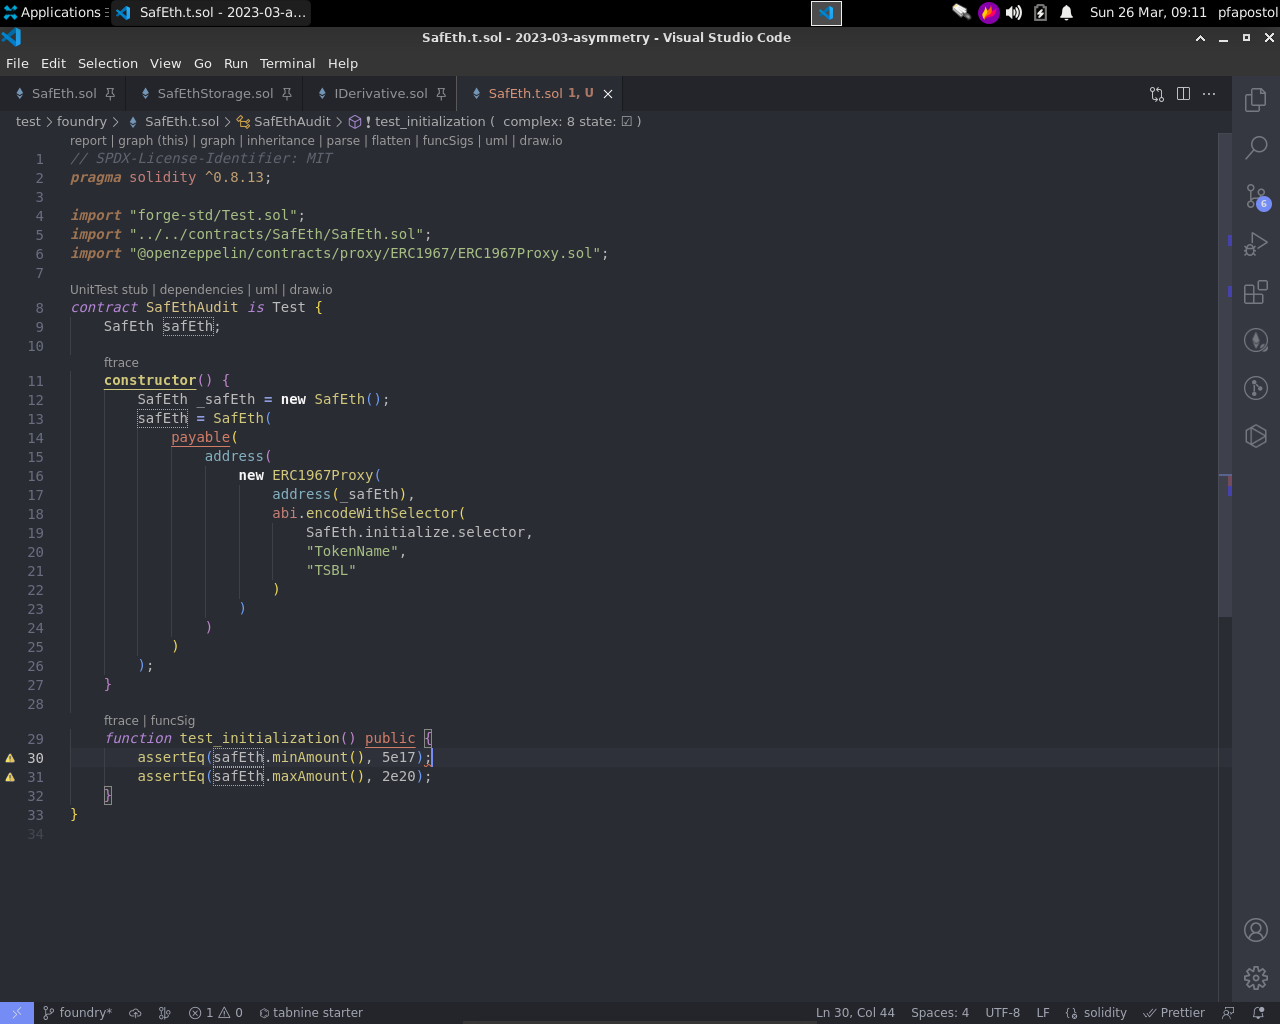 Applications SafEth.t.sol - 2023-03-a... Sun 26 Mar, 09:11 pfapostol
SafEth.t.sol - 2023-03-asymmetry - Visual Studio Code
File Edit Selection View Go Run Terminal Help
SafEth.sol SafEthStorage.sol IDerivative.sol SafEth.t.sol 1, U
test > foundry > SafEth.t.sol > SafEthAudit > ! test_initialization ( complex: 8 state: ☑ )
report | graph (this) | graph | inheritance | parse | flatten | funcSigs | uml | draw.io
1 // SPDX-License-Identifier: MIT
2 pragma solidity ^0.8.13;
3
4 import "forge-std/Test.sol";
5 import "../../contracts/SafEth/SafEth.sol";
6 import "@openzeppelin/contracts/proxy/ERC1967/ERC1967Proxy.sol";
7
UnitTest stub | dependencies | uml | draw.io
8 contract SafEthAudit is Test {
9 SafEth safEth;
10
ftrace
11 constructor() {
12 SafEth _safEth = new SafEth();
13 safEth = SafEth(
14 payable(
15 address(
16 new ERC1967Proxy(
17 address(_safEth),
18 abi.encodeWithSelector(
19 SafEth.initialize.selector,
20 "TokenName",
21 "TSBL"
22 )
23 )
24 )
25 )
26 );
27 }
28
ftrace | funcSig
29 function test_initialization() public {
30 assertEq(safEth.minAmount(), 5e17);
31 assertEq(safEth.maxAmount(), 2e20);
32 }
33 }
34
6
foundry* 1 0 tabnine starter Ln 30, Col 44 Spaces: 4 UTF-8 LF solidity Prettier